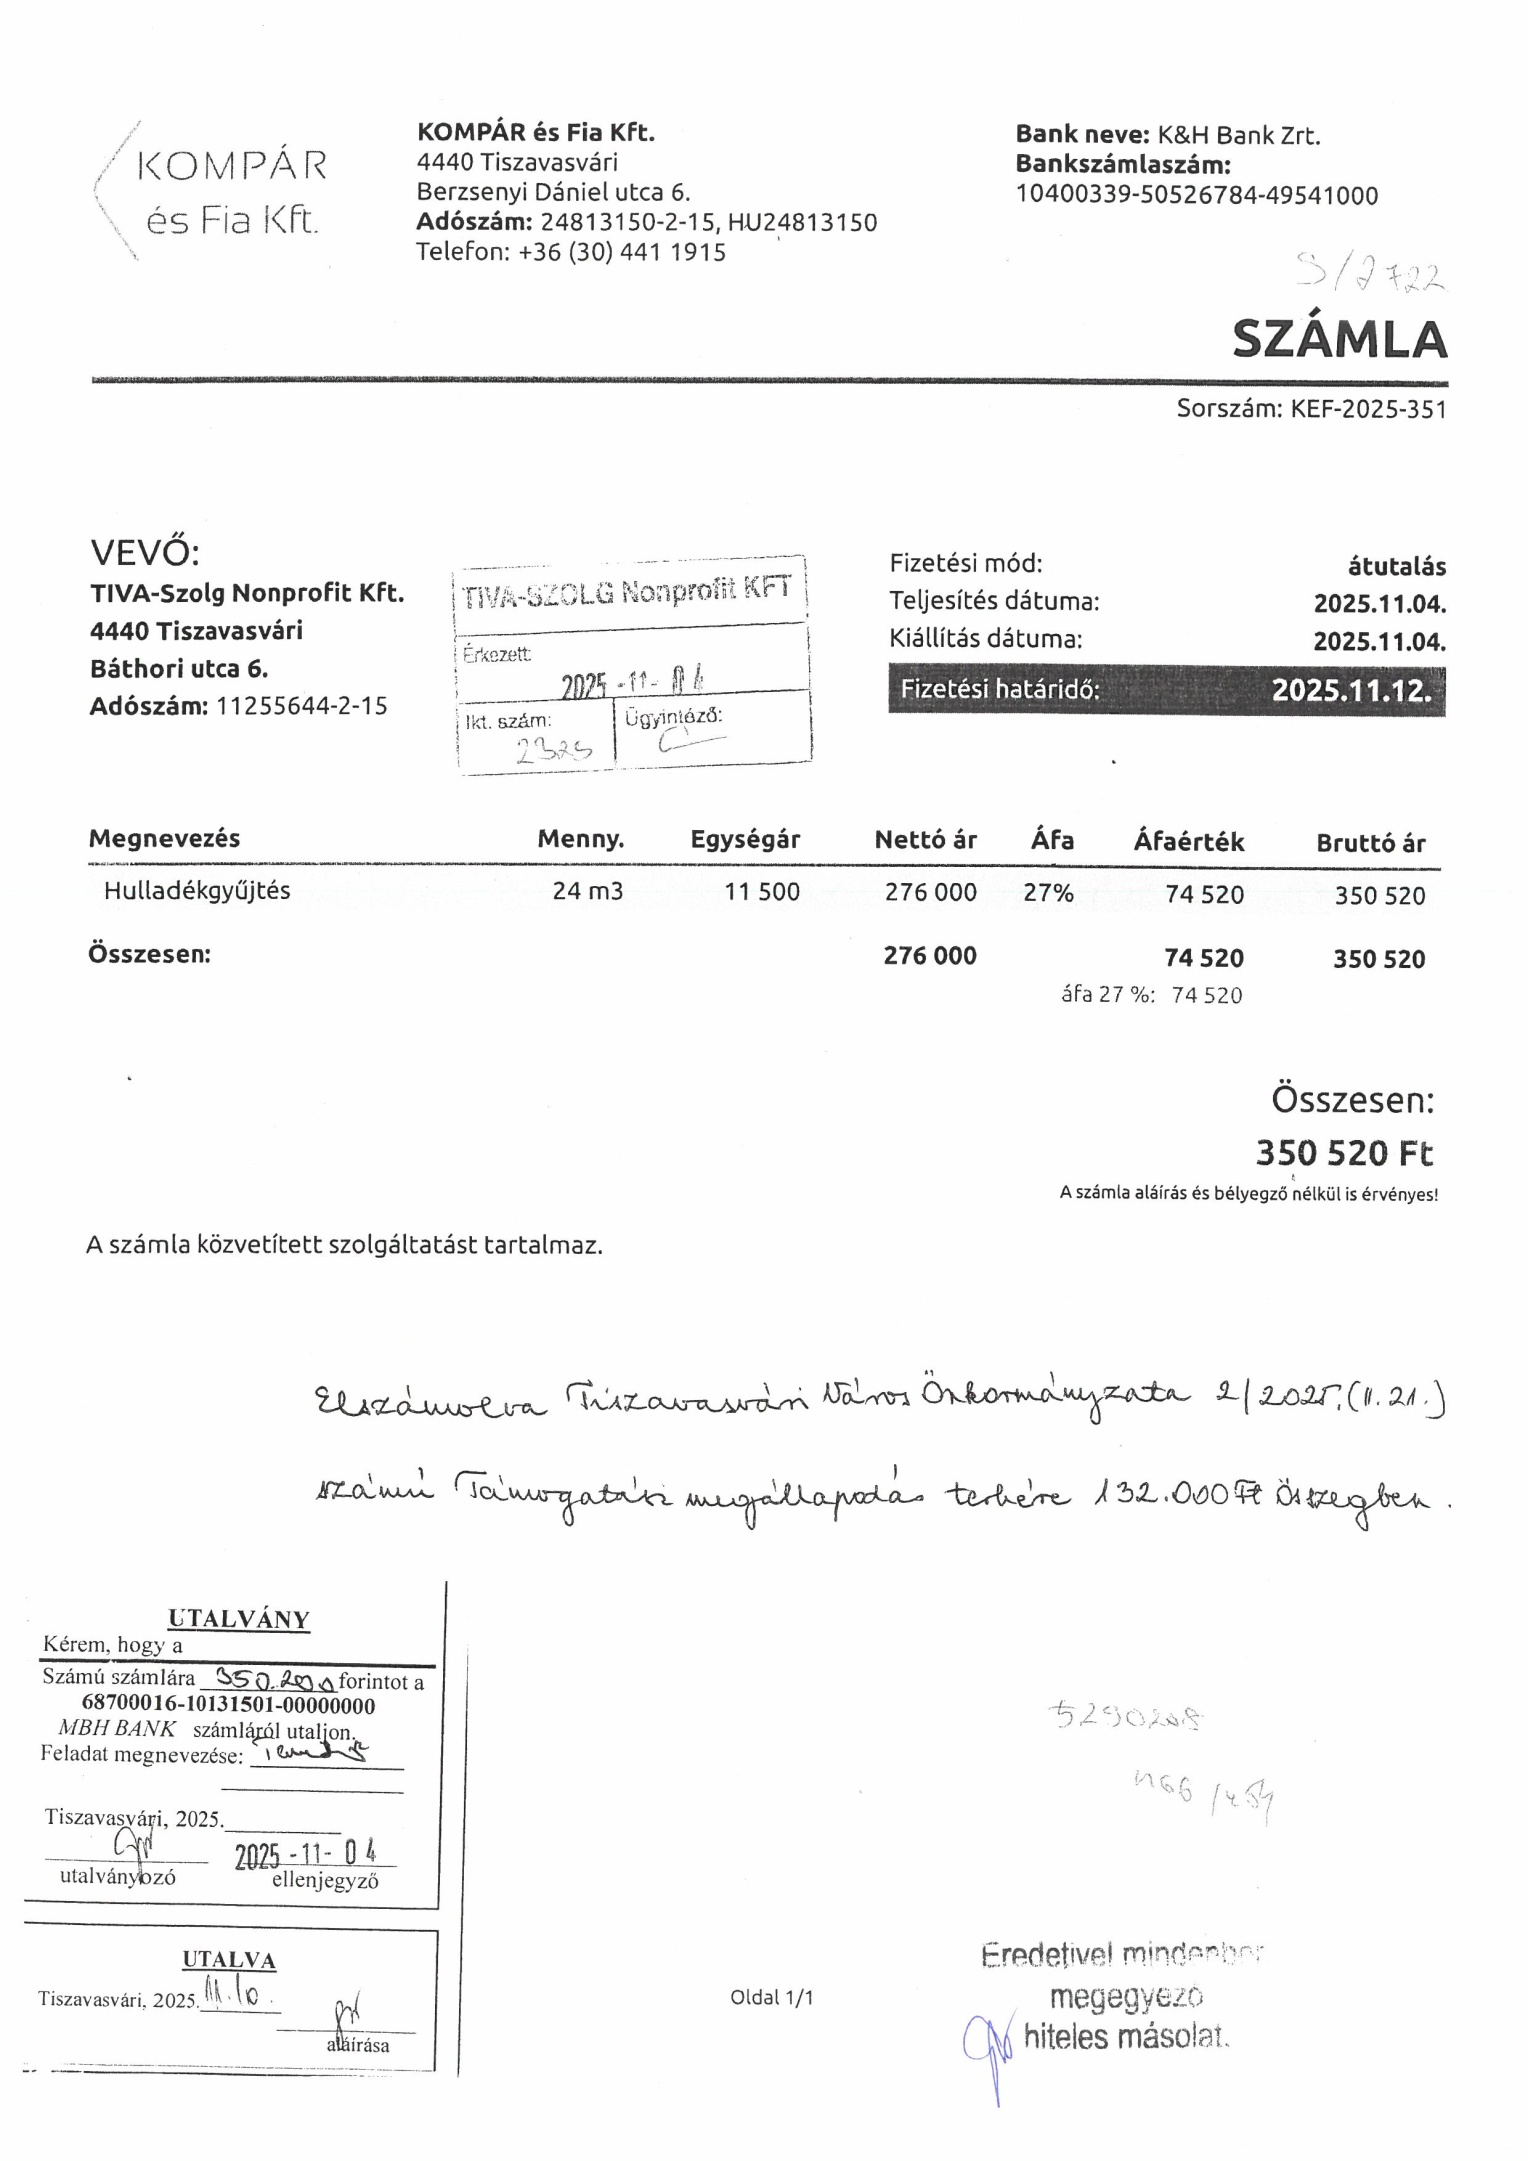 KOMPÁR
és Fia Kft.
KOMPÁR és Fia Kft.
4440 Tiszavasvári
Berzsenyi Dániel utca 6.
Adószám: 24813150-2-15, HU24813150
Telefon: +36 (30) 441 1915
Bank neve: K&H Bank Zrt.
Bankszámlaszám:
10400339-50526784-49541000
S/2722
SZÁMLA
Sorszám: KEF-2025-351
VEVŐ:
TIVA-Szolg Nonprofit Kft.
4440 Tiszavasvári
Báthori utca 6.
Adószám: 11255644-2-15
TIVA-SZOLG Nonprofit KFT
Érkezett:
2025 -11- 04
Ikt. szám: Ügyintéző:
2325
Fizetési mód: átutalás
Teljesítés dátuma: 2025.11.04.
Kiállítás dátuma: 2025.11.04.
Fizetési határidő: 2025.11.12.
Megnevezés Menny. Egységár Nettó ár Áfa Áfaérték Bruttó ár
Hulladékgyűjtés 24 m3 11 500 276 000 27% 74 520 350 520
Összesen: 276 000 74 520 350 520
áfa 27 %: 74 520
Összesen:
350 520 Ft
A számla aláírás és bélyegző nélkül is érvényes!
A számla közvetített szolgáltatást tartalmaz.
Elszámolva Tiszavasvári Város Önkormányzata 2/2025.(II.21.)
számú Támogatási megállapodás terhére 132.000 Ft összegben.
UTALVÁNY
Kérem, hogy a
Számú számlára forintot a
68700016-10131501-00000000
MBH BANK számláról utaljon.
Feladat megnevezése:
Tiszavasvári, 2025.
2025 -11- 04
utalványozó ellenjegyző
UTALVA
Tiszavasvári, 2025. 11.10.
aláírása
5290208
Oldal 1/1
Eredetivel mindenben
megegyező
hiteles másolat.